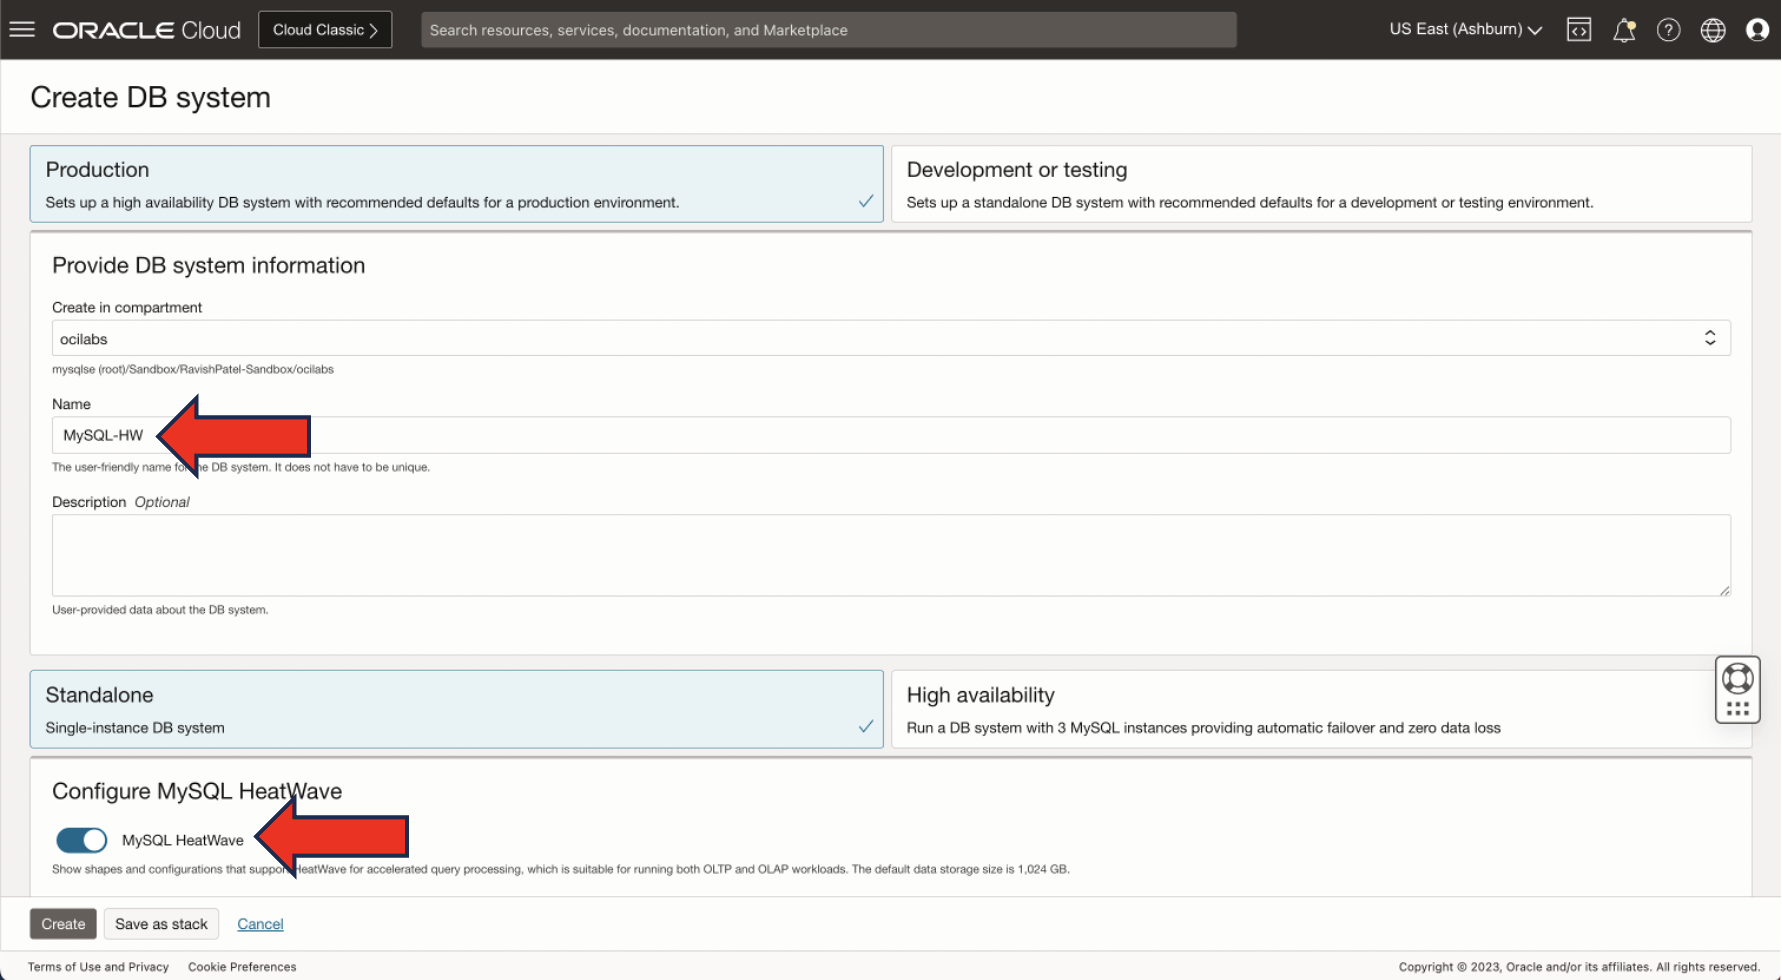 ORACLE Cloud
Cloud Classic
Search resources, services, documentation, and Marketplace
US East (Ashburn)
Create DB system
Production
Sets up a high availability DB system with recommended defaults for a production environment.
Development or testing
Sets up a standalone DB system with recommended defaults for a development or testing environment.
Provide DB system information
Create in compartment
ocilabs
mysqlse (root)/Sandbox/RavishPatel-Sandbox/ocilabs
Name
MySQL-HW
The user-friendly name for the DB system. It does not have to be unique.
Description Optional
User-provided data about the DB system.
Standalone
Single-instance DB system
High availability
Run a DB system with 3 MySQL instances providing automatic failover and zero data loss
Configure MySQL HeatWave
MySQL HeatWave
Show shapes and configurations that support HeatWave for accelerated query processing, which is suitable for running both OLTP and OLAP workloads. The default data storage size is 1,024 GB.
Create
Save as stack
Cancel
Terms of Use and Privacy
Cookie Preferences
Copyright © 2023, Oracle and/or its affiliates. All rights reserved.